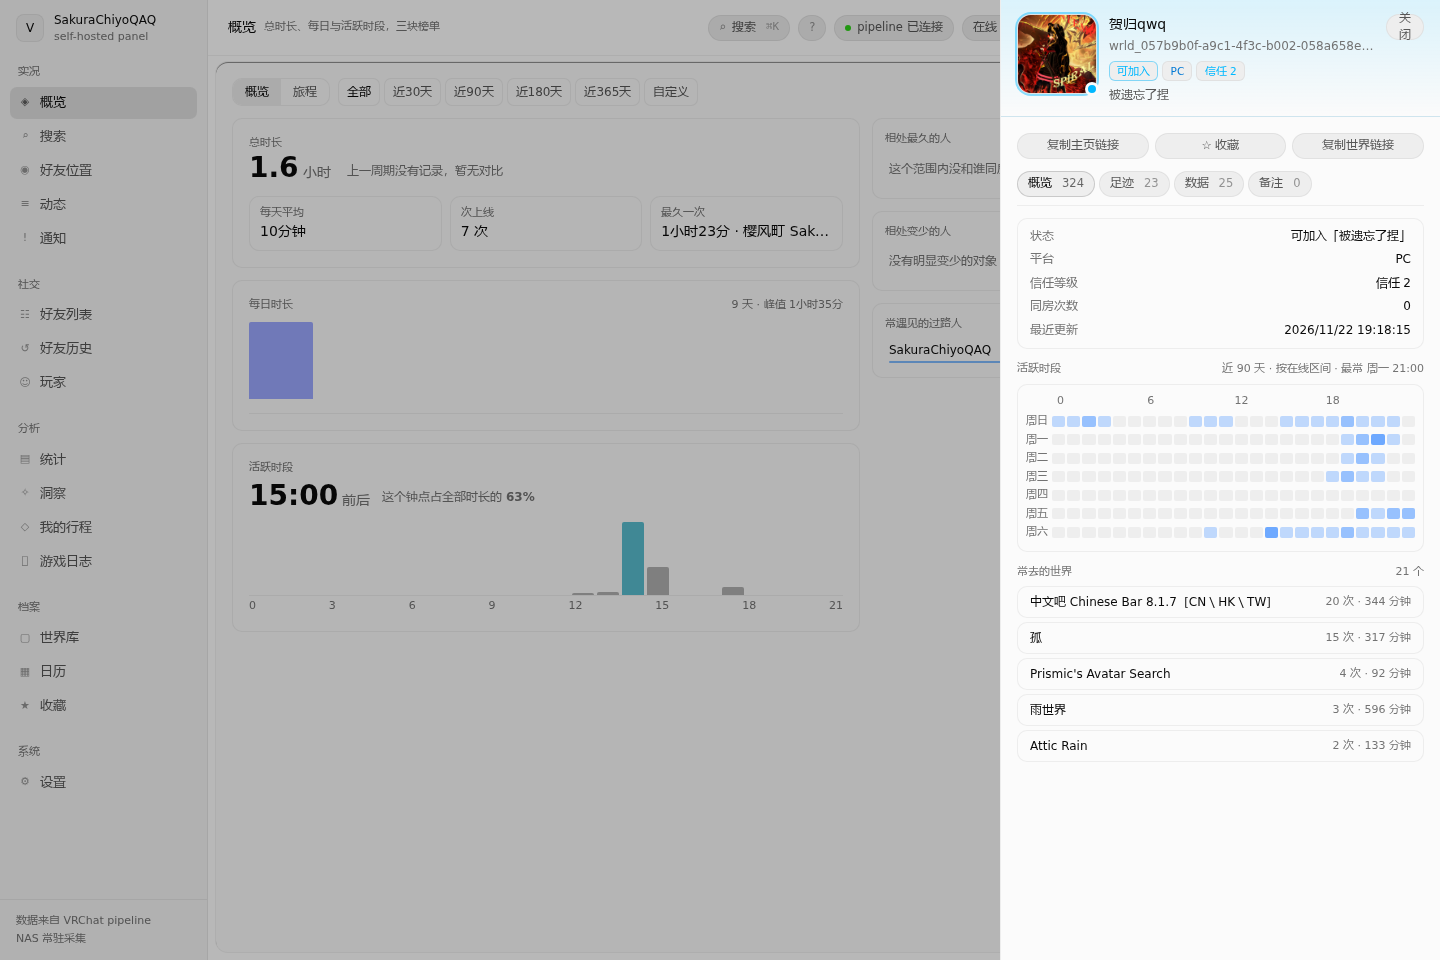 V
SakuraChiyoQAQ
self-hosted panel
实况
概览
搜索
好友位置
动态
通知
社交
好友列表
好友历史
玩家
分析
统计
洞察
我的行程
游戏日志
档案
世界库
日历
收藏
系统
设置
数据来自 VRChat pipeline
NAS 常驻采集
概览 总时长、每日与活跃时段，三块榜单
搜索 ⌘K
?
pipeline 已连接
在线
概览 旅程 全部 近30天 近90天 近180天 近365天 自定义
总时长
1.6 小时 上一周期没有记录，暂无对比
每天平均
10分钟
次上线
7 次
最久一次
1小时23分 · 樱风町 Sak…
每日时长 9 天 · 峰值 1小时35分
活跃时段
15:00 前后 这个钟点占全部时长的 63%
0 3 6 9 12 15 18 21
相处最久的人
这个范围内没和谁同
相处变少的人
没有明显变少的对象
常遇见的过路人
SakuraChiyoQAQ
贺归qwq
关闭
wrld_057b9b0f-a9c1-4f3c-b002-058a658e…
可加入 PC 信任 2
被逸忘了捏
复制主页链接 ☆ 收藏 复制世界链接
概览 324 足迹 23 数据 25 备注 0
状态 可加入「被逸忘了捏」
平台 PC
信任等级 信任 2
同房次数 0
最近更新 2026/11/22 19:18:15
活跃时段 近 90 天 · 按在线区间 · 最常 周一 21:00
0 6 12 18
周日
周一
周二
周三
周四
周五
周六
常去的世界 21 个
中文吧 Chinese Bar 8.1.7［CN \ HK \ TW］ 20 次 · 344 分钟
孤 15 次 · 317 分钟
Prismic's Avatar Search 4 次 · 92 分钟
雨世界 3 次 · 596 分钟
Attic Rain 2 次 · 133 分钟